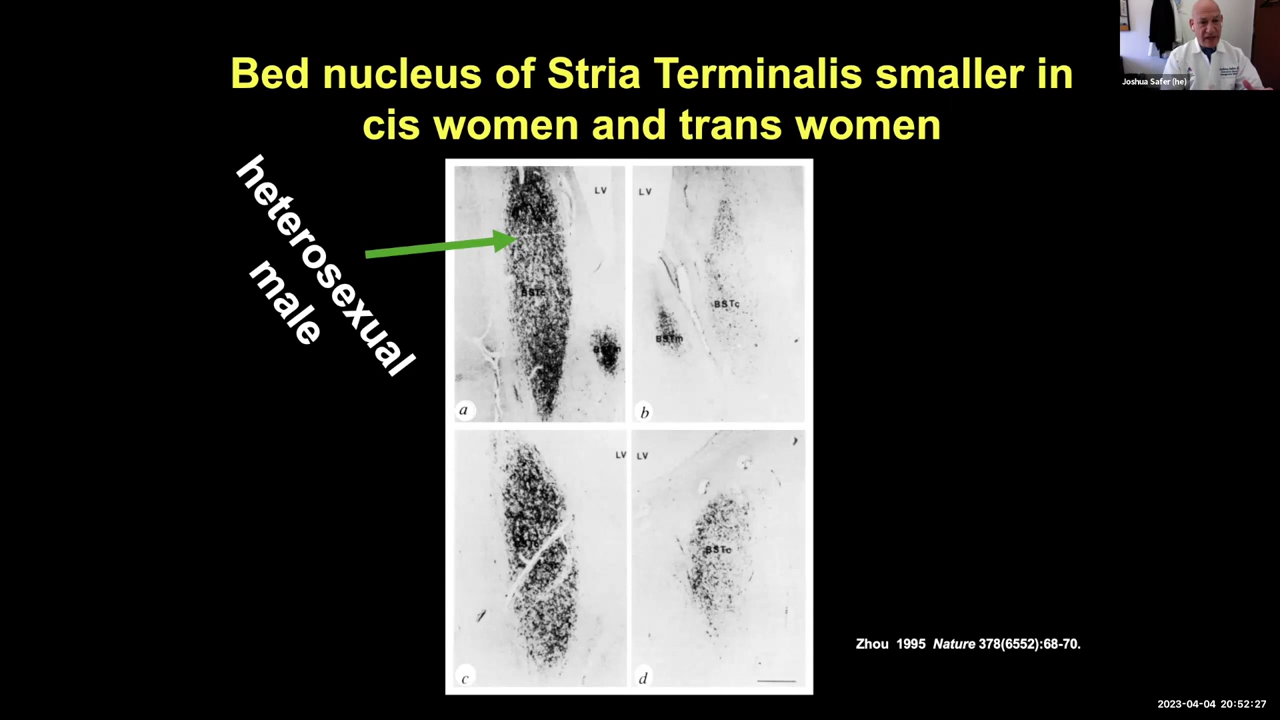 Bed nucleus of Stria Terminalis smaller in
cis women and trans women
Joshua Safer (he)
heterosexual
male
LV
LV
BSTc
BSTc
BSTm
BSTm
a
b
LV
LV
BSTc
c
d
Zhou 1995 Nature 378(6552):68-70.
2023-04-04 20:52:27